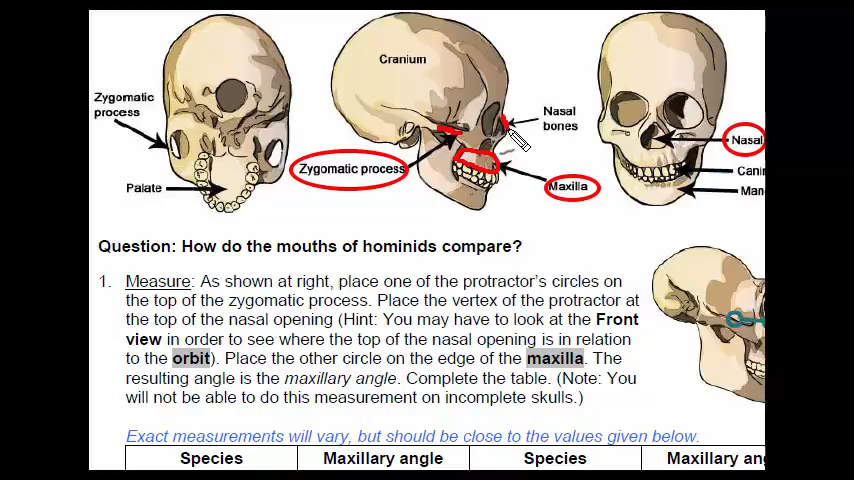 Zygomatic
process
Palate
Cranium
Zygomatic process
Nasal
bones
Maxilla
Nasal
Question: How do the mouths of hominids compare?
1. Measure: As shown at right, place one of the protractor's circles on
the top of the zygomatic process. Place the vertex of the protractor at
the top of the nasal opening (Hint: You may have to look at the Front
view in order to see where the top of the nasal opening is in relation
to the orbit). Place the other circle on the edge of the maxilla. The
resulting angle is the maxillary angle. Complete the table. (Note: You
will not be able to do this measurement on incomplete skulls.)
Exact measurements will vary, but should be close to the values given below.
Species Maxillary angle Species Maxillary